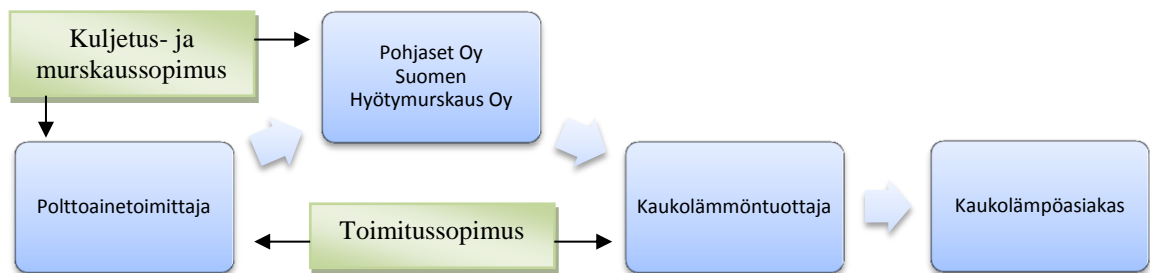 Kuljetus- ja
murskaussopimus
Pohjaset Oy
Suomen
Hyötymurskaus Oy
Polttoainetoimittaja
Toimitussopimus
Kaukolämmöntuottaja
Kaukolämpöasiakas